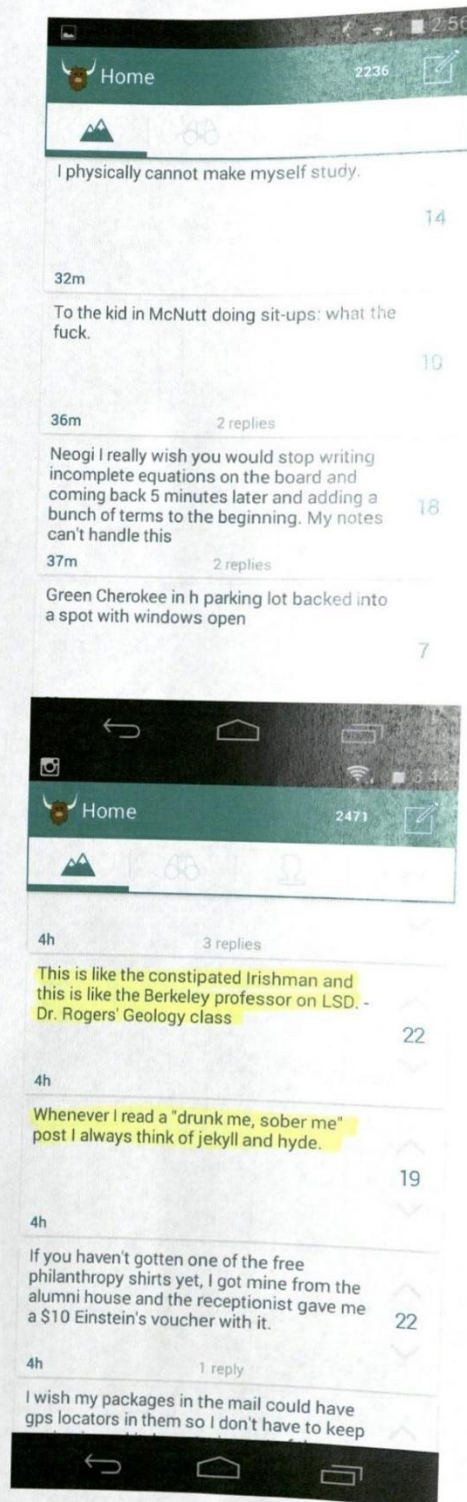 2:56
Home
2236
I physically cannot make myself study.
14
32m
To the kid in McNutt doing sit-ups: what the
fuck.
10
36m
2 replies
Neogi I really wish you would stop writing
incomplete equations on the board and
coming back 5 minutes later and adding a
bunch of terms to the beginning. My notes
can't handle this
18
37m
2 replies
Green Cherokee in h parking lot backed into
a spot with windows open
7
Home
2471
4h
3 replies
This is like the constipated Irishman and
this is like the Berkeley professor on LSD. -
Dr. Rogers' Geology class
22
4h
Whenever I read a "drunk me, sober me"
post I always think of jekyll and hyde.
19
4h
If you haven't gotten one of the free
philanthropy shirts yet, I got mine from the
alumni house and the receptionist gave me
a $10 Einstein's voucher with it.
22
4h
1 reply
I wish my packages in the mail could have
gps locators in them so I don't have to keep